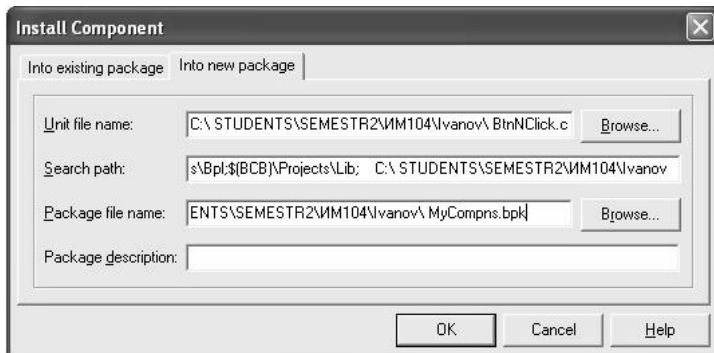 Install Component
Into existing package Into new package
Unit file name: C:\ STUDENTS\SEMESTR2\ИМ104\Ivanov\ BtnNClick.c Browse...
Search path: s\Bpl;$(BCB)\Projects\Lib; C:\ STUDENTS\SEMESTR2\ИМ104\Ivanov
Package file name: ENTS\SEMESTR2\ИМ104\Ivanov\ MyCompns.bpk Browse...
Package description:
OK Cancel Help